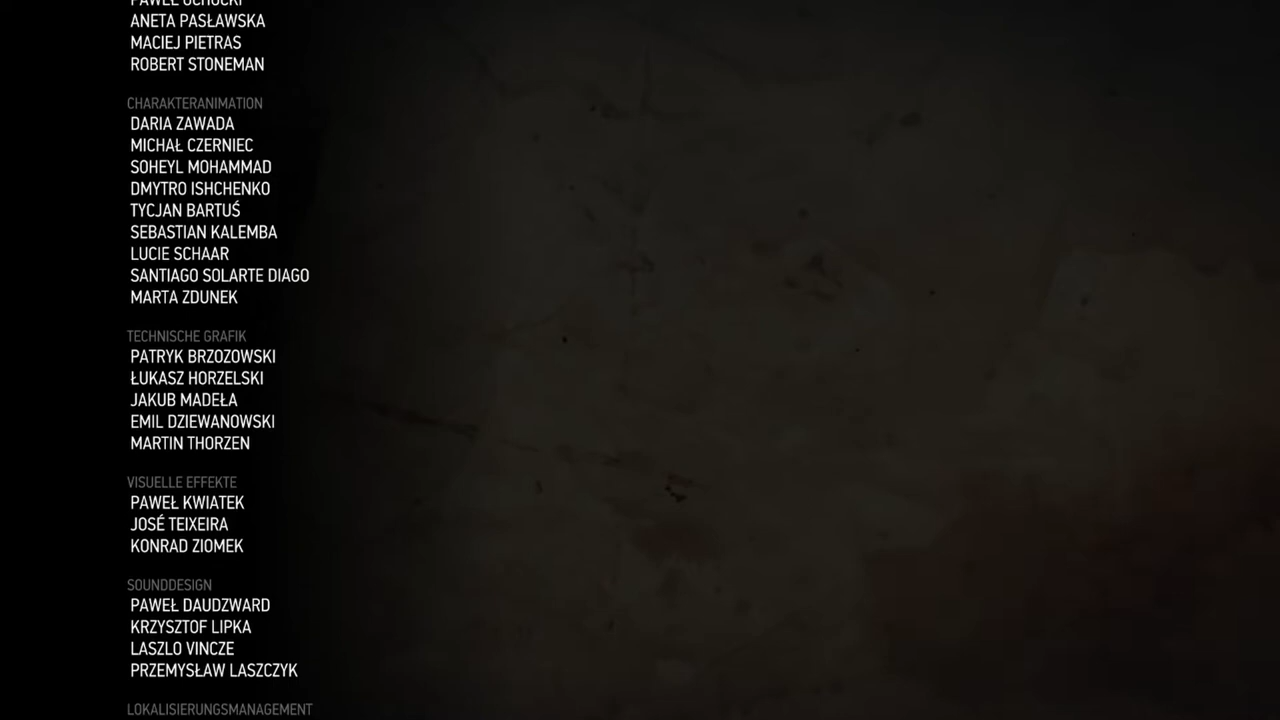 PAWEŁ OCHOCKI
ANETA PASŁAWSKA
MACIEJ PIETRAS
ROBERT STONEMAN
CHARAKTERANIMATION
DARIA ZAWADA
MICHAŁ CZERNIEC
SOHEYL MOHAMMAD
DMYTRO ISHCHENKO
TYCJAN BARTUŚ
SEBASTIAN KALEMBA
LUCIE SCHAAR
SANTIAGO SOLARTE DIAGO
MARTA ZDUNEK
TECHNISCHE GRAFIK
PATRYK BRZOZOWSKI
ŁUKASZ HORZELSKI
JAKUB MADEŁA
EMIL DZIEWANOWSKI
MARTIN THORZEN
VISUELLE EFFEKTE
PAWEŁ KWIATEK
JOSÉ TEIXEIRA
KONRAD ZIOMEK
SOUNDDESIGN
PAWEŁ DAUDZWARD
KRZYSZTOF LIPKA
LASZLO VINCZE
PRZEMYSŁAW LASZCZYK
LOKALISIERUNGSMANAGEMENT